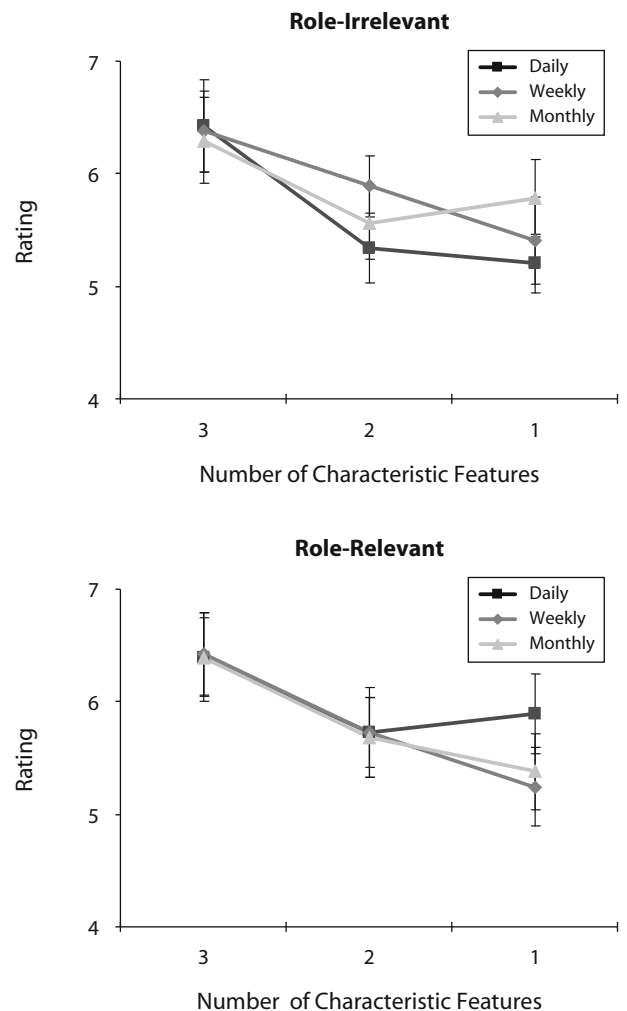 Role-Irrelevant
7
6
5
4
Rating
Daily
Weekly
Monthly
3 2 1
Number of Characteristic Features
Role-Relevant
7
6
5
4
Rating
Daily
Weekly
Monthly
3 2 1
Number of Characteristic Features